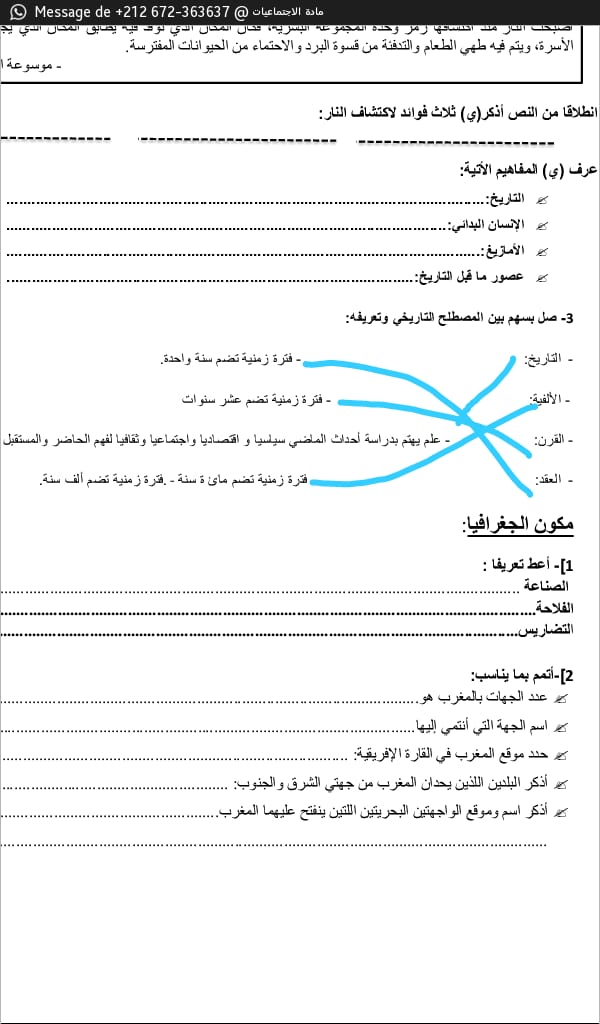 Message de +212 672-363637 @ مادة الاجتماعيات
أصبحت النار منذ اكتشافها رمز وحدة المجموعة البشرية، فكان المكان الذي توقد فيه يطابق المكان الذي
الأسرة، ويتم فيه طهي الطعام والتدفئة من قسوة البرد والاحتماء من الحيوانات المفترسة.
- موسوعة
انطلاقا من النص أذكر(ي) ثلاث فوائد لاكتشاف النار:
عرف (ي) المفاهيم الآتية:
التاريخ:
الإنسان البدائي:
الأمازيغ:
عصور ما قبل التاريخ:
3- صل بسهم بين المصطلح التاريخي وتعريفه:
- التاريخ: - فترة زمنية تضم سنة واحدة.
- الألفية: - فترة زمنية تضم عشر سنوات
- القرن: - علم يهتم بدراسة أحداث الماضي سياسيا و اقتصاديا واجتماعيا وثقافيا لفهم الحاضر والمستقبل
- العقد: فترة زمنية تضم مائ ة سنة - .فترة زمنية تضم ألف سنة.
مكون الجغرافيا:
1]- أعط تعريفا :
الصناعة
الفلاحة
التضاريس
2]-أتمم بما يناسب:
عدد الجهات بالمغرب هو
اسم الجهة التي أنتمي إليها
حدد موقع المغرب في القارة الإفريقية:
أذكر البلدين اللذين يحدان المغرب من جهتي الشرق والجنوب:
أذكر اسم وموقع الواجهتين البحريتين اللتين ينفتح عليهما المغرب